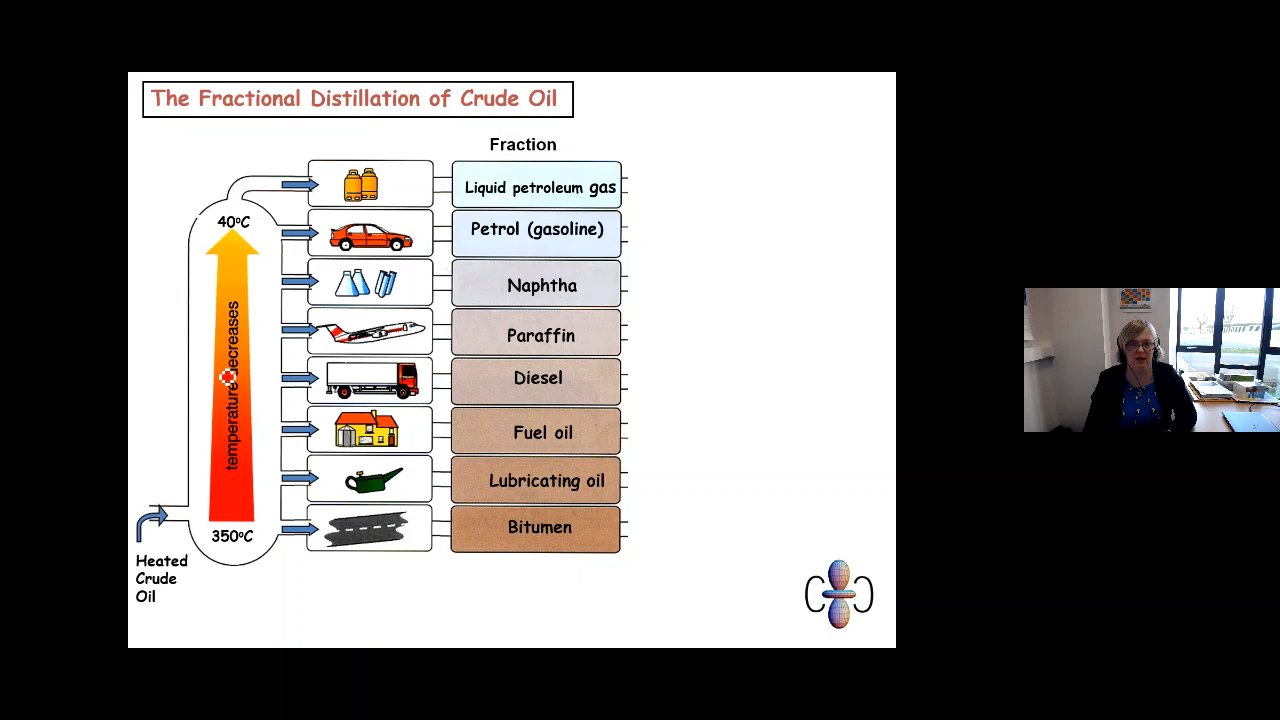 The Fractional Distillation of Crude Oil
Fraction
Liquid petroleum gas
40°C
Petrol (gasoline)
Naphtha
Paraffin
temperature decreases
Diesel
Fuel oil
Lubricating oil
Bitumen
350°C
Heated
Crude
Oil